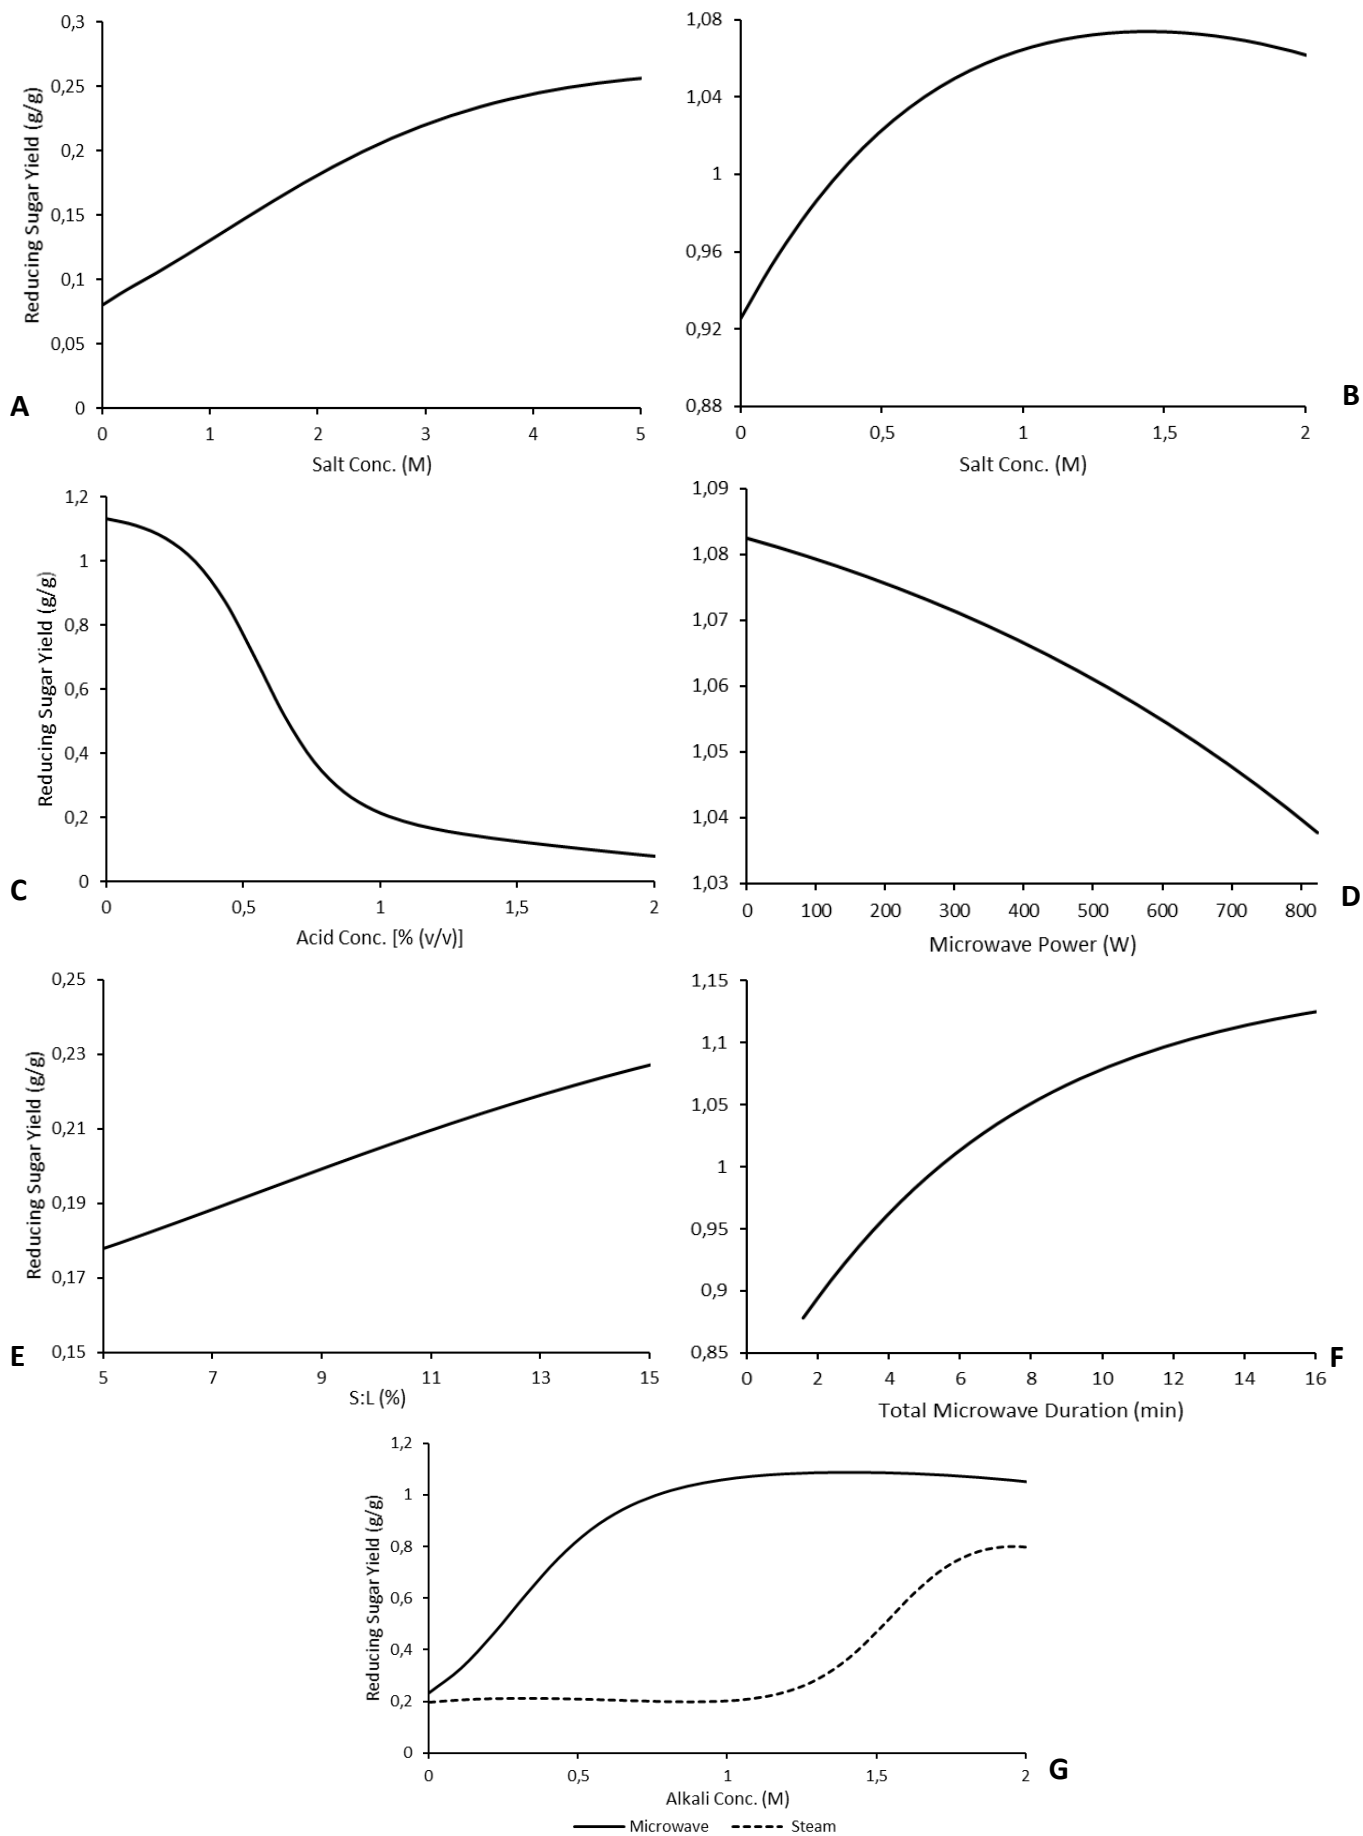 0,3
0,25
0,2
0,15
0,1
0,05
0
Reducing Sugar Yield (g/g)
0 1 2 3 4 5
Salt Conc. (M)
A
1,08
1,04
1
0,96
0,92
0,88
0 0,5 1 1,5 2
Salt Conc. (M)
B
1,2
1
0,8
0,6
0,4
0,2
0
Reducing Sugar Yield (g/g)
0 0,5 1 1,5 2
Acid Conc. [% (v/v)]
C
1,09
1,08
1,07
1,06
1,05
1,04
1,03
0 100 200 300 400 500 600 700 800
Microwave Power (W)
D
0,25
0,23
0,21
0,19
0,17
0,15
Reducing Sugar Yield (g/g)
5 7 9 11 13 15
S:L (%)
E
1,15
1,1
1,05
1
0,95
0,9
0,85
0 2 4 6 8 10 12 14 16
Total Microwave Duration (min)
F
1,2
1
0,8
0,6
0,4
0,2
0
Reducing Sugar Yield (g/g)
0 0,5 1 1,5 2
Alkali Conc. (M)
Microwave Steam
G